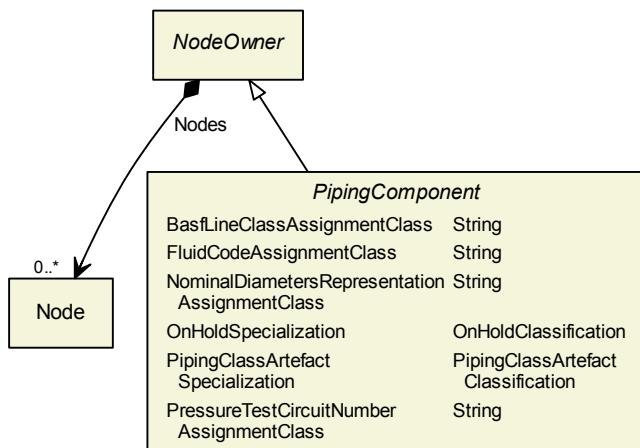 NodeOwner
Nodes
PipingComponent
BasfLineClassAssignmentClass String
FluidCodeAssignmentClass String
NominalDiametersRepresentation String
AssignmentClass
OnHoldSpecialization OnHoldClassification
PipingClassArtefact PipingClassArtefact
Specialization Classification
PressureTestCircuitNumber String
AssignmentClass
0..*
Node